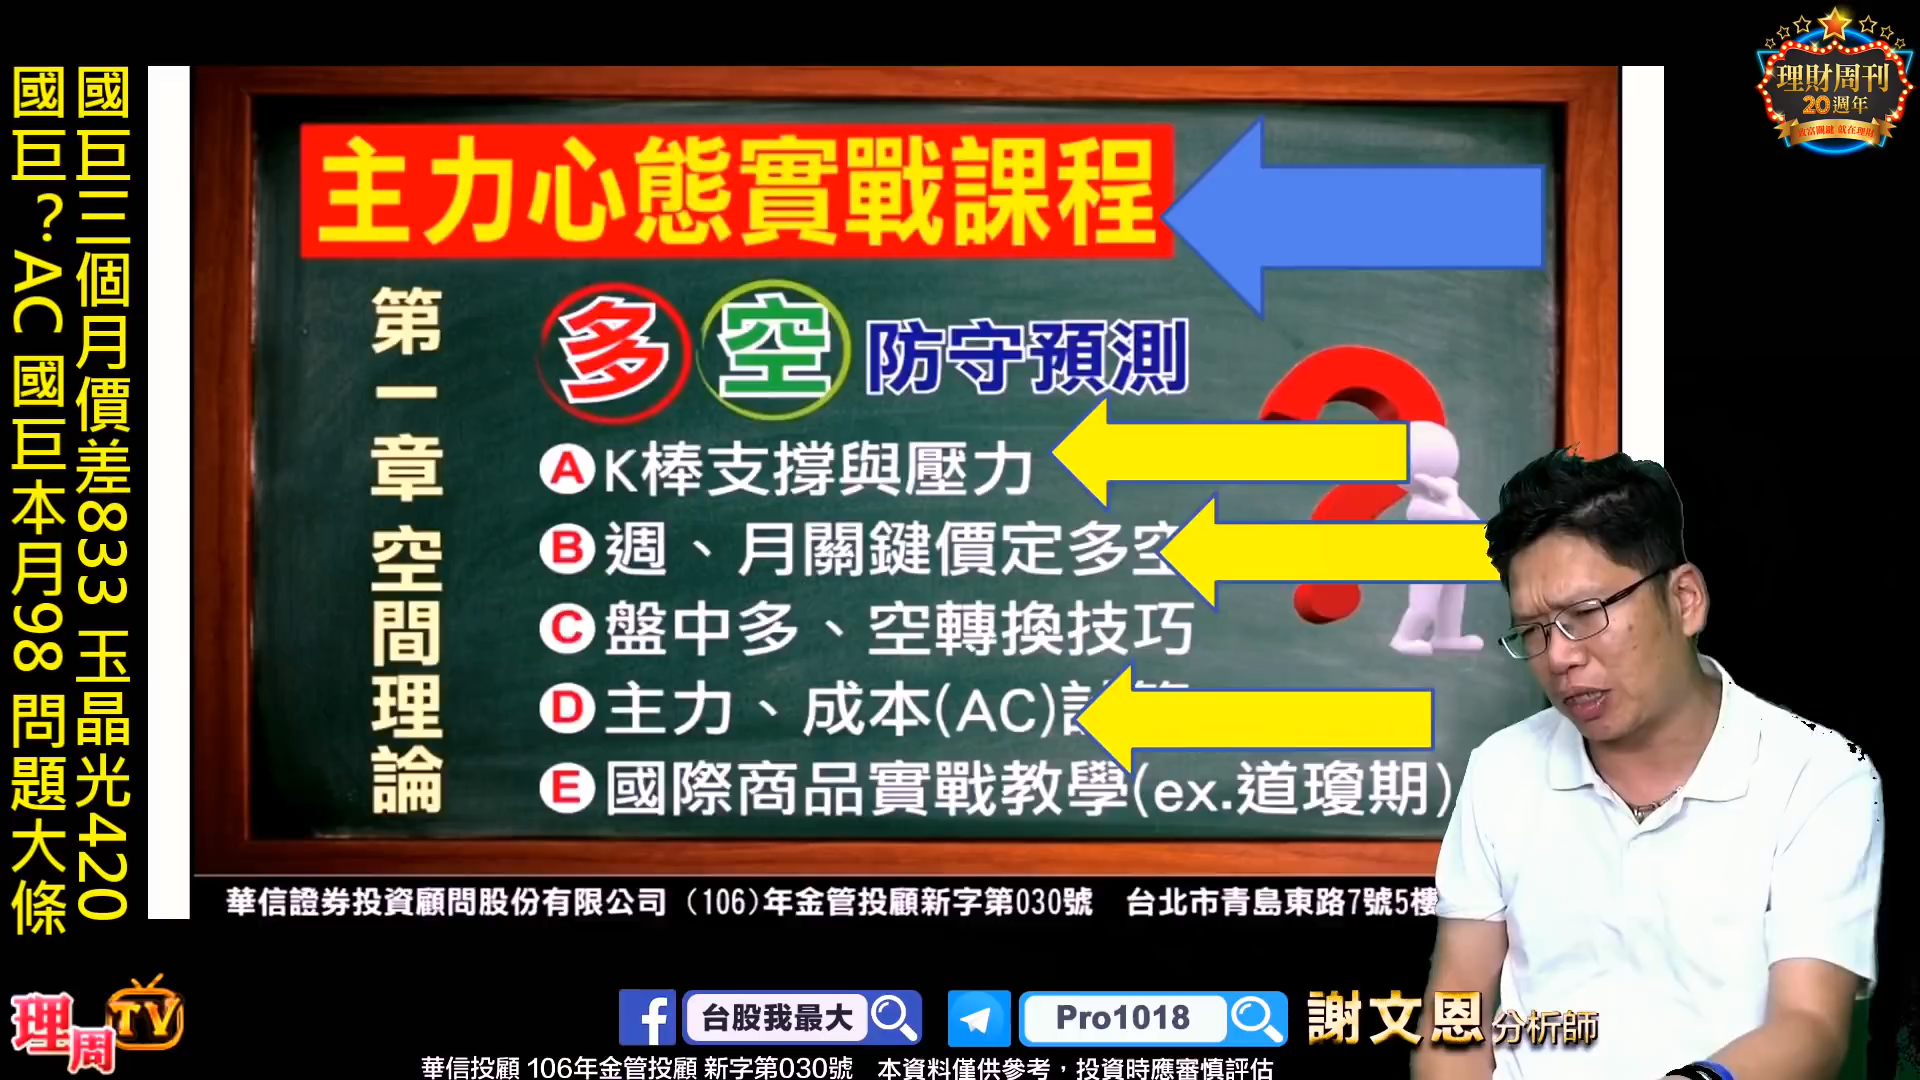 國巨三個月價差833 玉晶光420
國巨？AC 國巨本月98 問題大條
理財周刊
20週年
致富關鍵 就在理財
主力心態實戰課程
第一章 空間理論
多 空 防守預測
A K棒支撐與壓力
B 週、月關鍵價定多空
C 盤中多、空轉換技巧
D 主力、成本(AC)
E 國際商品實戰教學(ex.道瓊期)
華信證券投資顧問股份有限公司 (106)年金管投顧新字第030號 台北市青島東路7號5樓
理周TV
台股我最大
Pro1018
謝文恩 分析師
華信投顧 106年金管投顧 新字第030號 本資料僅供參考，投資時應審慎評估